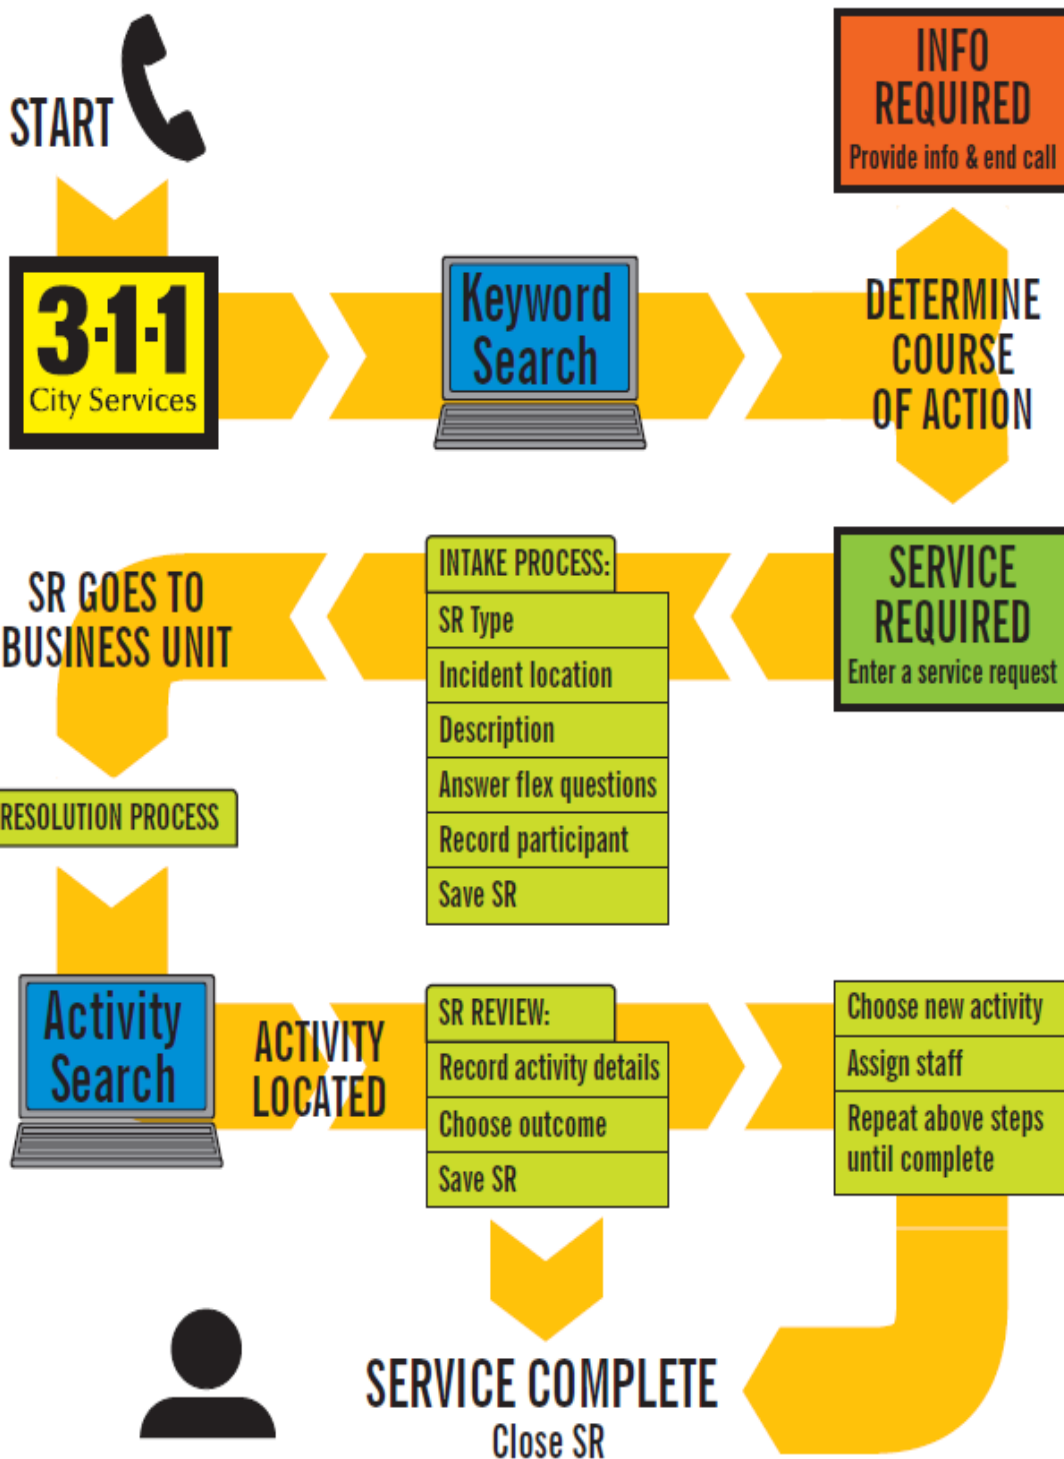 START
INFO
REQUIRED
Provide info & end call
3-1-1
City Services
Keyword
Search
DETERMINE
COURSE
OF ACTION
SERVICE
REQUIRED
Enter a service request
INTAKE PROCESS:
SR Type
Incident location
Description
Answer flex questions
Record participant
Save SR
SR GOES TO
BUSINESS UNIT
RESOLUTION PROCESS
Activity
Search
ACTIVITY
LOCATED
SR REVIEW:
Record activity details
Choose outcome
Save SR
Choose new activity
Assign staff
Repeat above steps
until complete
SERVICE COMPLETE
Close SR